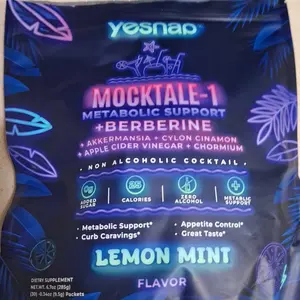 yesnap
MOCKTALE-1
METABOLIC SUPPORT
+BERBERINE
+ AKKERMANSIA + CYLON CINAMON
+ APPLE CIDER VINEGAR + CHORMIUM
• NON ALCOHOLIC COCKTAIL •
ADDED SUGAR
CALORIES
ZERO ALCOHOL
METABLIC SUPPORT
• Metabolic Support* • Appetite Control*
• Curb Caravings* • Great Taste*
LEMON MINT
FLAVOR
DIETARY SUPPLEMENT